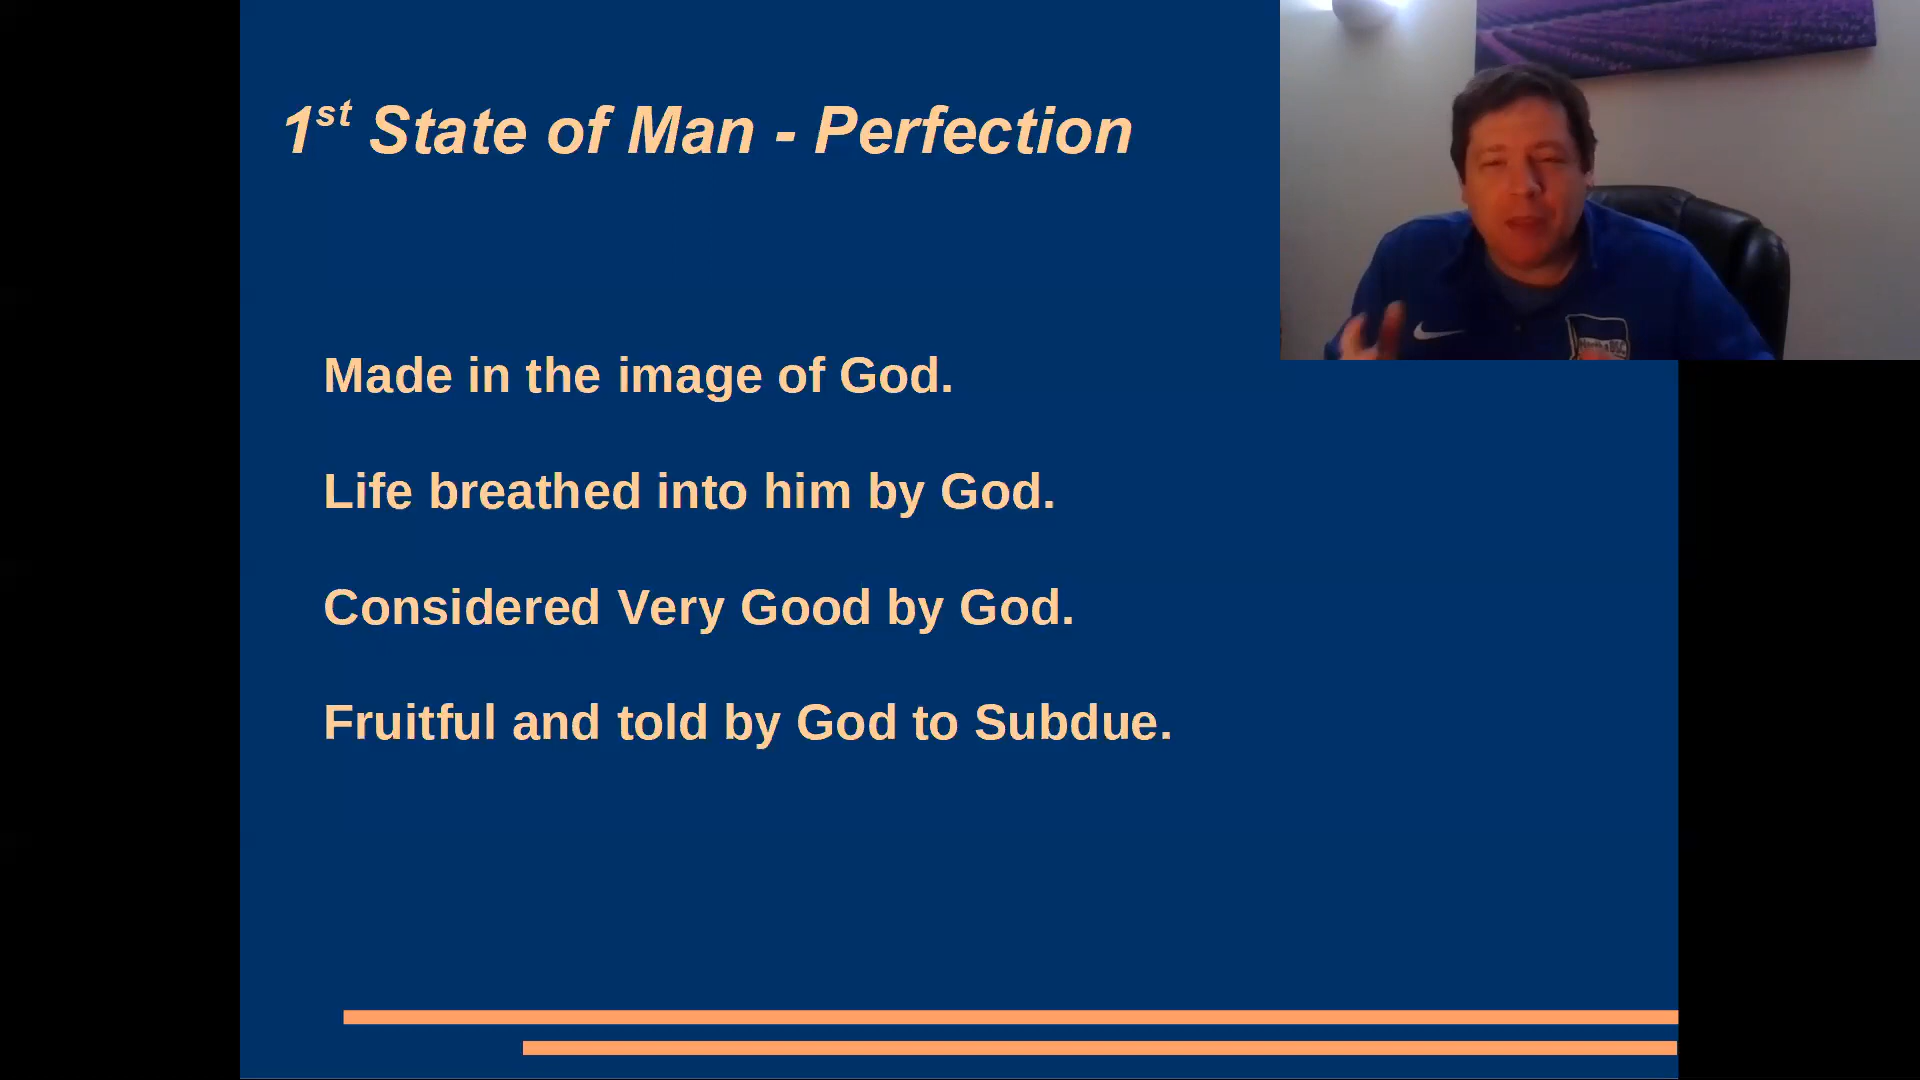 1st State of Man - Perfection
Made in the image of God.
Life breathed into him by God.
Considered Very Good by God.
Fruitful and told by God to Subdue.